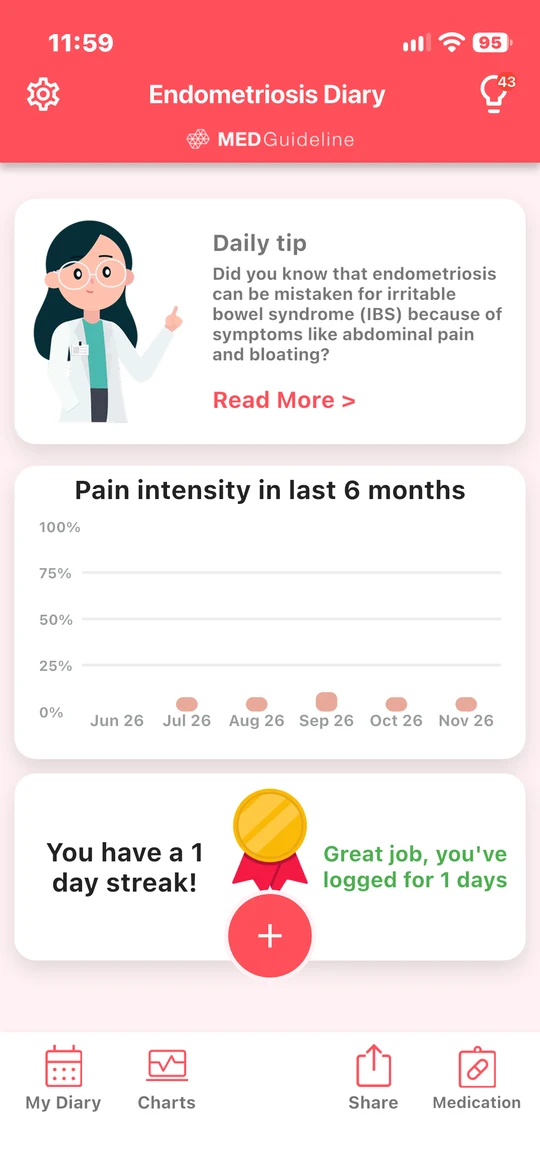 11:59
95
Endometriosis Diary
43
MEDGuideline
Daily tip
Did you know that endometriosis
can be mistaken for irritable
bowel syndrome (IBS) because of
symptoms like abdominal pain
and bloating?
Read More >
Pain intensity in last 6 months
100%
75%
50%
25%
0%
Jun 26 Jul 26 Aug 26 Sep 26 Oct 26 Nov 26
You have a 1
day streak!
Great job, you've
logged for 1 days
+
My Diary Charts Share Medication